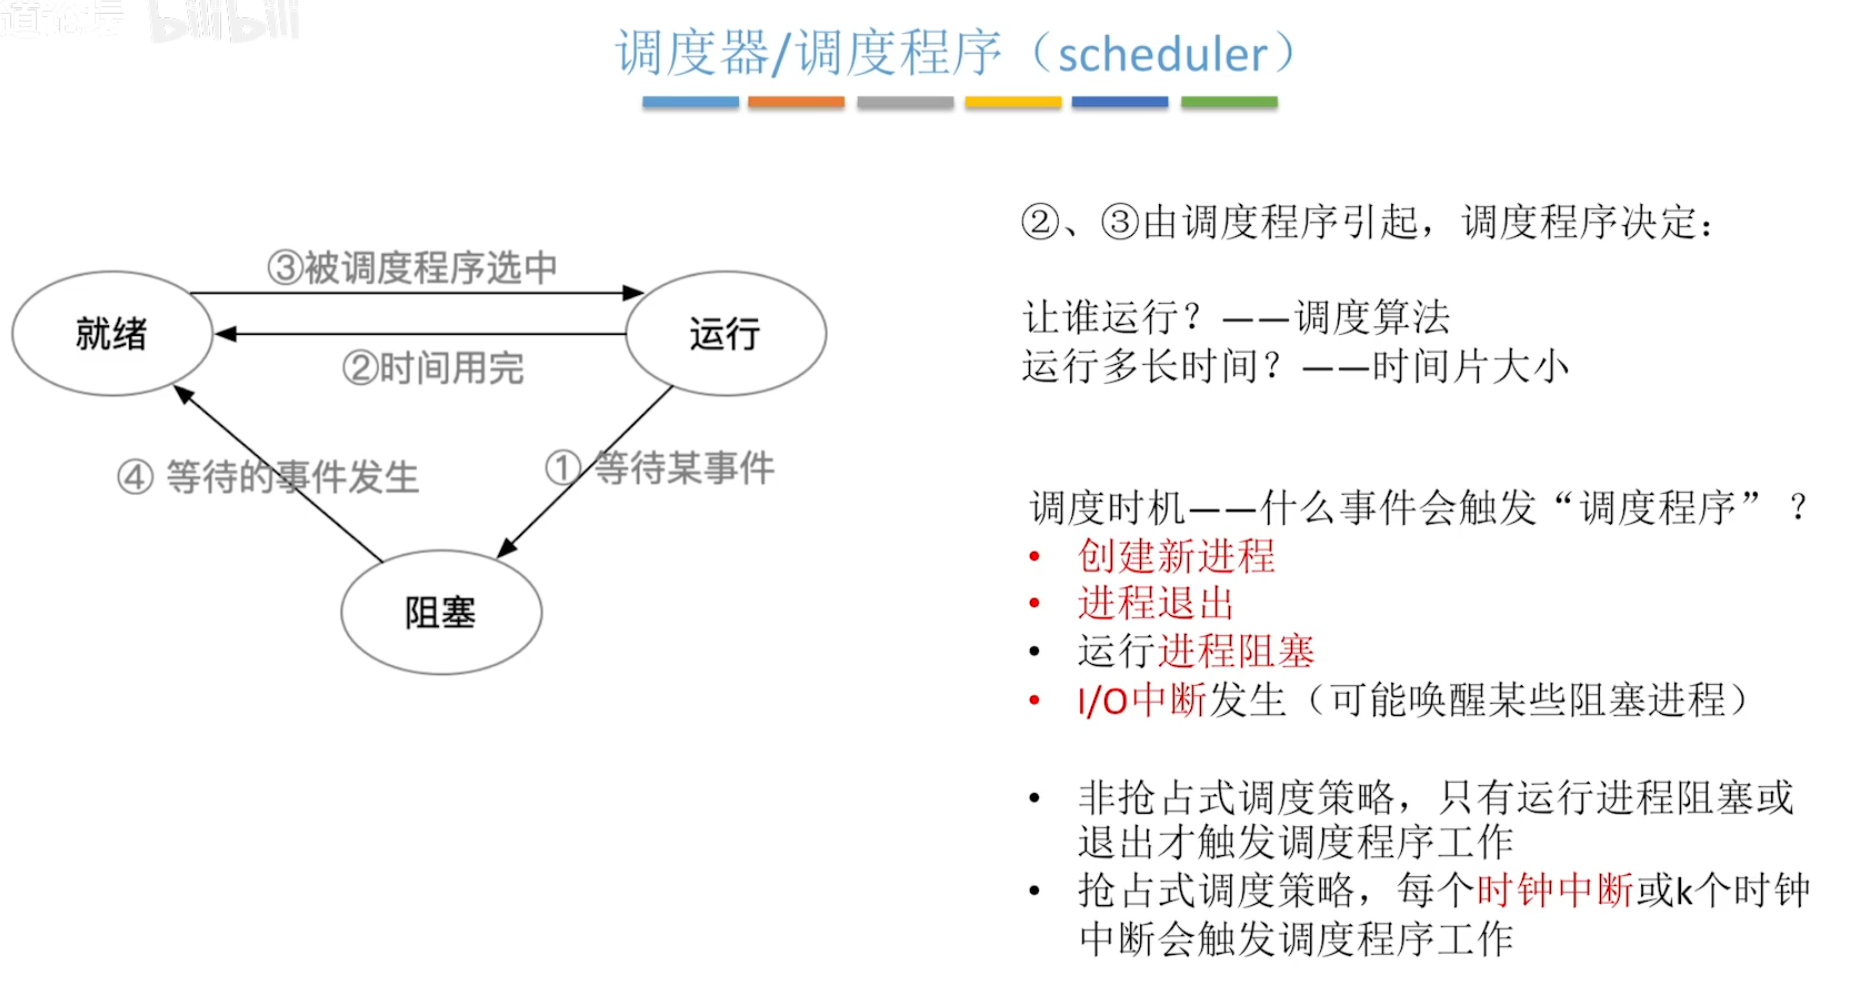 道论坛 bilibili
调度器/调度程序（scheduler）
③被调度程序选中
就绪
运行
②时间用完
④ 等待的事件发生
① 等待某事件
阻塞
②、③由调度程序引起，调度程序决定：
让谁运行？——调度算法
运行多长时间？——时间片大小
调度时机——什么事件会触发“调度程序”？
• 创建新进程
• 进程退出
• 运行进程阻塞
• I/O中断发生（可能唤醒某些阻塞进程）
• 非抢占式调度策略，只有运行进程阻塞或
退出才触发调度程序工作
• 抢占式调度策略，每个时钟中断或k个时钟
中断会触发调度程序工作